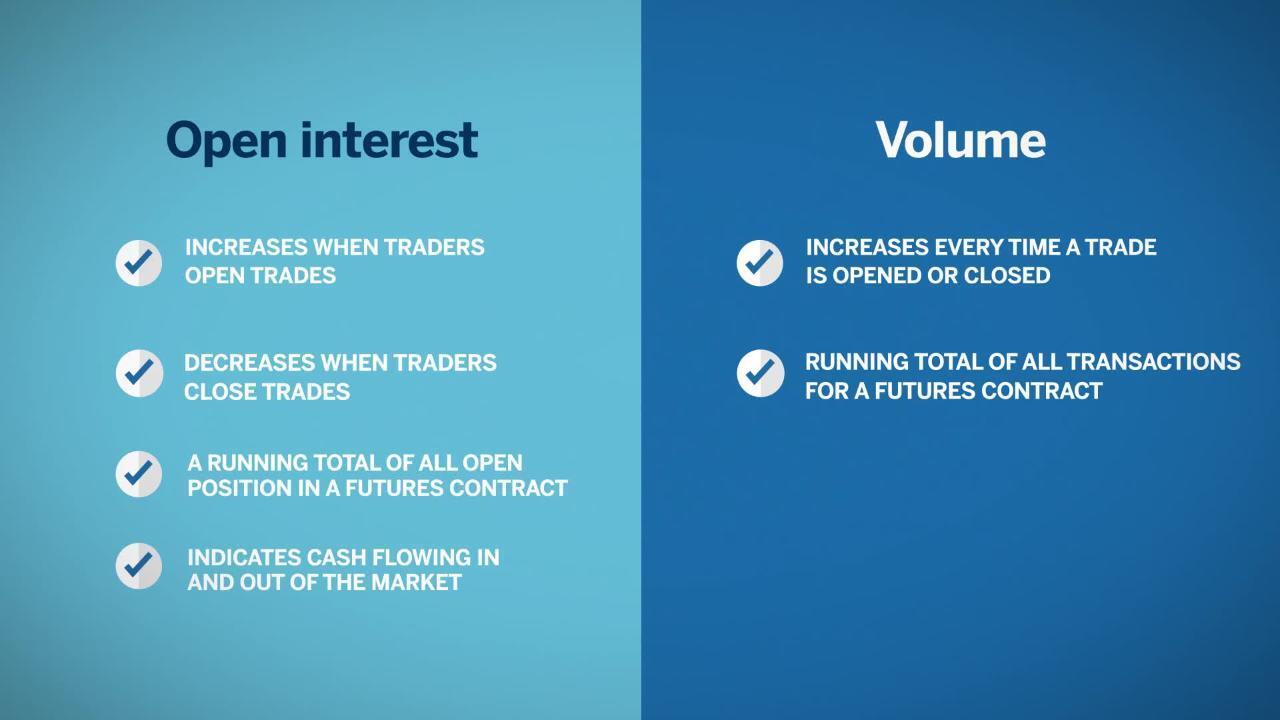 Open interest
INCREASES WHEN TRADERS
OPEN TRADES
DECREASES WHEN TRADERS
CLOSE TRADES
A RUNNING TOTAL OF ALL OPEN
POSITION IN A FUTURES CONTRACT
INDICATES CASH FLOWING IN
AND OUT OF THE MARKET
Volume
INCREASES EVERY TIME A TRADE
IS OPENED OR CLOSED
RUNNING TOTAL OF ALL TRANSACTIONS
FOR A FUTURES CONTRACT